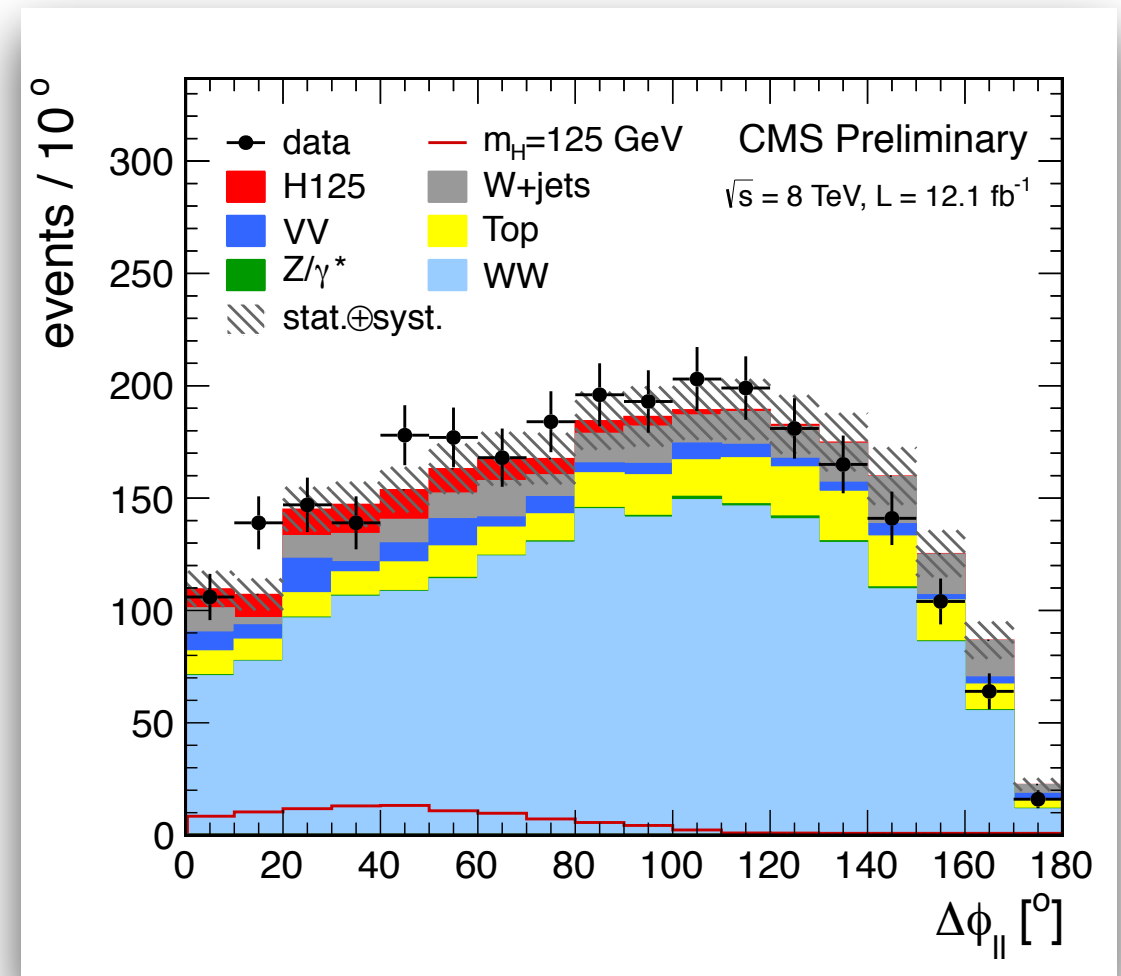 events / 10 °
300
250
200
150
100
50
0
data
H125
VV
Z/γ*
stat.⊕syst.
m_H=125 GeV
W+jets
Top
WW
CMS Preliminary
√s = 8 TeV, L = 12.1 fb⁻¹
0 20 40 60 80 100 120 140 160 180
Δϕ_ll [°]